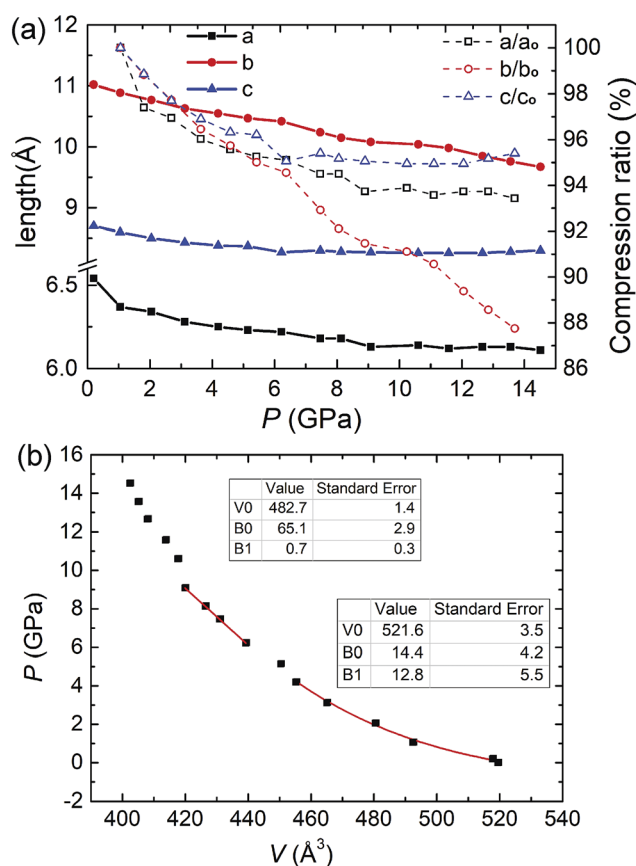 (a)
a
b
c
a/a₀
b/b₀
c/c₀
12
11
10
9
6.5
6.0
length(Å)
100
98
96
94
92
90
88
86
Compression ratio (%)
0 2 4 6 8 10 12 14
P (GPa)
(b)
16
14
12
10
8
6
4
2
0
-2
P (GPa)
Value Standard Error
V0 482.7 1.4
B0 65.1 2.9
B1 0.7 0.3
Value Standard Error
V0 521.6 3.5
B0 14.4 4.2
B1 12.8 5.5
400 420 440 460 480 500 520 540
V (Å³)